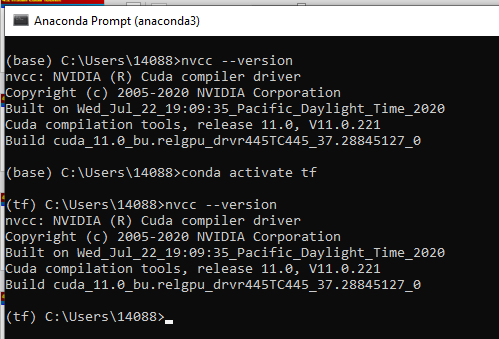 Anaconda Prompt (anaconda3)
(base) C:\Users\14088>nvcc --version
nvcc: NVIDIA (R) Cuda compiler driver
Copyright (c) 2005-2020 NVIDIA Corporation
Built on Wed_Jul_22_19:09:35_Pacific_Daylight_Time_2020
Cuda compilation tools, release 11.0, V11.0.221
Build cuda_11.0_bu.relgpu_drvr445TC445_37.28845127_0
(base) C:\Users\14088>conda activate tf
(tf) C:\Users\14088>nvcc --version
nvcc: NVIDIA (R) Cuda compiler driver
Copyright (c) 2005-2020 NVIDIA Corporation
Built on Wed_Jul_22_19:09:35_Pacific_Daylight_Time_2020
Cuda compilation tools, release 11.0, V11.0.221
Build cuda_11.0_bu.relgpu_drvr445TC445_37.28845127_0
(tf) C:\Users\14088>